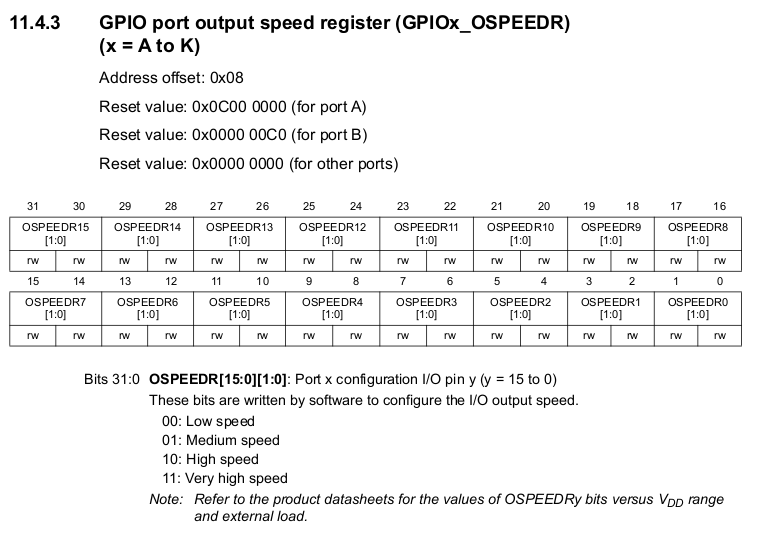 11.4.3 GPIO port output speed register (GPIOx_OSPEEDR)
(x = A to K)
Address offset: 0x08
Reset value: 0x0C00 0000 (for port A)
Reset value: 0x0000 00C0 (for port B)
Reset value: 0x0000 0000 (for other ports)
31 30 29 28 27 26 25 24 23 22 21 20 19 18 17 16
OSPEEDR15 OSPEEDR14 OSPEEDR13 OSPEEDR12 OSPEEDR11 OSPEEDR10 OSPEEDR9 OSPEEDR8
[1:0] [1:0] [1:0] [1:0] [1:0] [1:0] [1:0] [1:0]
rw rw rw rw rw rw rw rw rw rw rw rw rw rw rw rw
15 14 13 12 11 10 9 8 7 6 5 4 3 2 1 0
OSPEEDR7 OSPEEDR6 OSPEEDR5 OSPEEDR4 OSPEEDR3 OSPEEDR2 OSPEEDR1 OSPEEDR0
[1:0] [1:0] [1:0] [1:0] [1:0] [1:0] [1:0] [1:0]
rw rw rw rw rw rw rw rw rw rw rw rw rw rw rw rw
Bits 31:0 OSPEEDR[15:0][1:0]: Port x configuration I/O pin y (y = 15 to 0)
These bits are written by software to configure the I/O output speed.
00: Low speed
01: Medium speed
10: High speed
11: Very high speed
Note: Refer to the product datasheets for the values of OSPEEDRy bits versus VDD range
and external load.